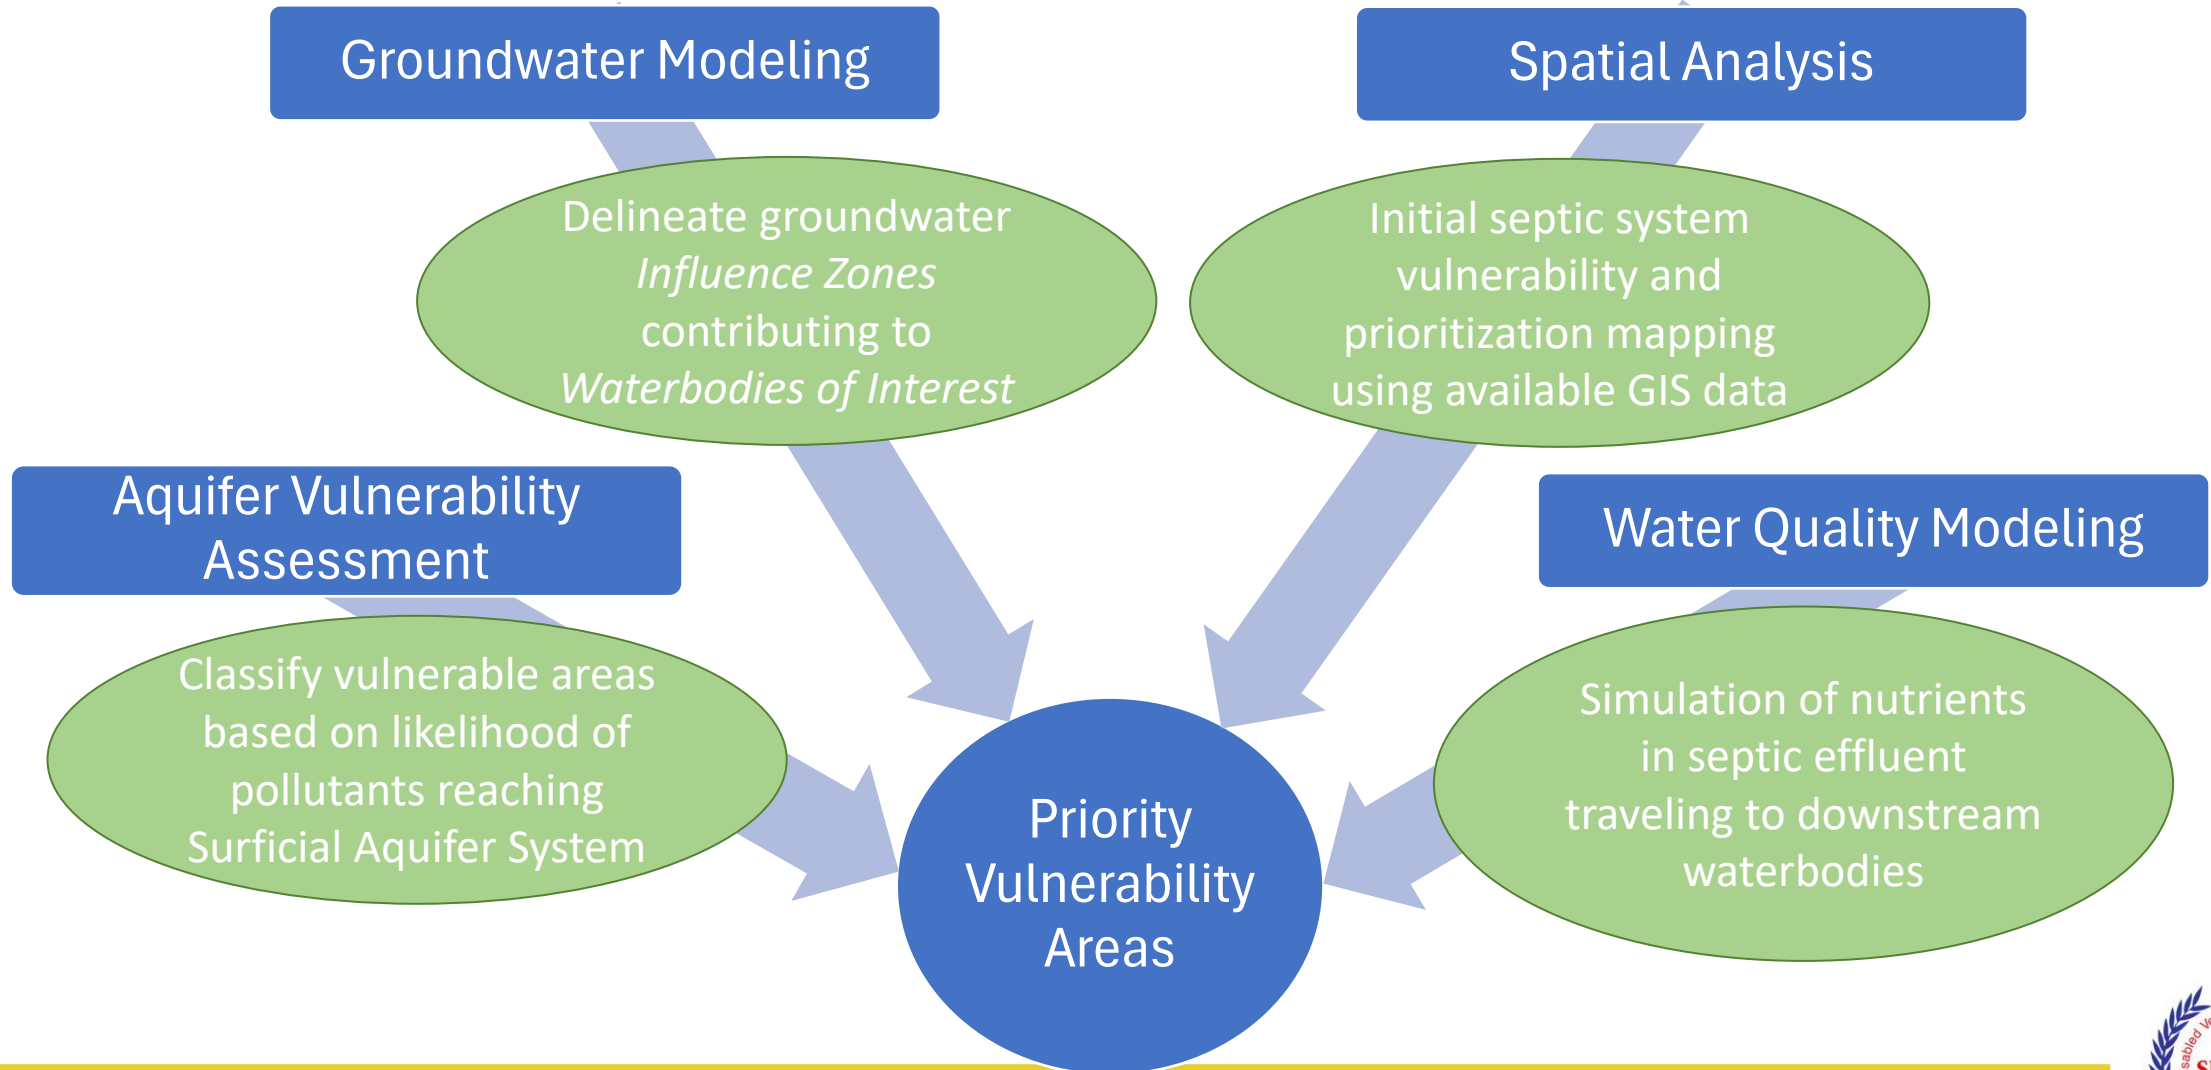 Groundwater Modeling
Delineate groundwater
Influence Zones
contributing to
Waterbodies of Interest
Spatial Analysis
Initial septic system
vulnerability and
prioritization mapping
using available GIS data
Aquifer Vulnerability
Assessment
Classify vulnerable areas
based on likelihood of
pollutants reaching
Surficial Aquifer System
Water Quality Modeling
Simulation of nutrients
in septic effluent
traveling to downstream
waterbodies
Priority
Vulnerability
Areas